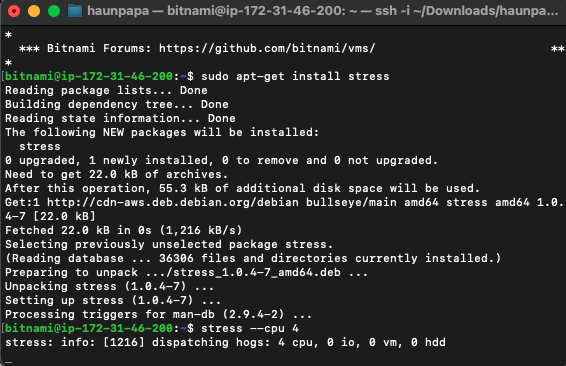 haunpapa — bitnami@ip-172-31-46-200: ~ — ssh -i ~/Downloads/haunpa...
*
*** Bitnami Forums: https://github.com/bitnami/vms/ **
*
[bitnami@ip-172-31-46-200:~$ sudo apt-get install stress
Reading package lists... Done
Building dependency tree... Done
Reading state information... Done
The following NEW packages will be installed:
stress
0 upgraded, 1 newly installed, 0 to remove and 0 not upgraded.
Need to get 22.0 kB of archives.
After this operation, 55.3 kB of additional disk space will be used.
Get:1 http://cdn-aws.deb.debian.org/debian bullseye/main amd64 stress amd64 1.0.
4-7 [22.0 kB]
Fetched 22.0 kB in 0s (1,216 kB/s)
Selecting previously unselected package stress.
(Reading database ... 36306 files and directories currently installed.)
Preparing to unpack .../stress_1.0.4-7_amd64.deb ...
Unpacking stress (1.0.4-7) ...
Setting up stress (1.0.4-7) ...
Processing triggers for man-db (2.9.4-2) ...
[bitnami@ip-172-31-46-200:~$ stress --cpu 4
stress: info: [1216] dispatching hogs: 4 cpu, 0 io, 0 vm, 0 hdd